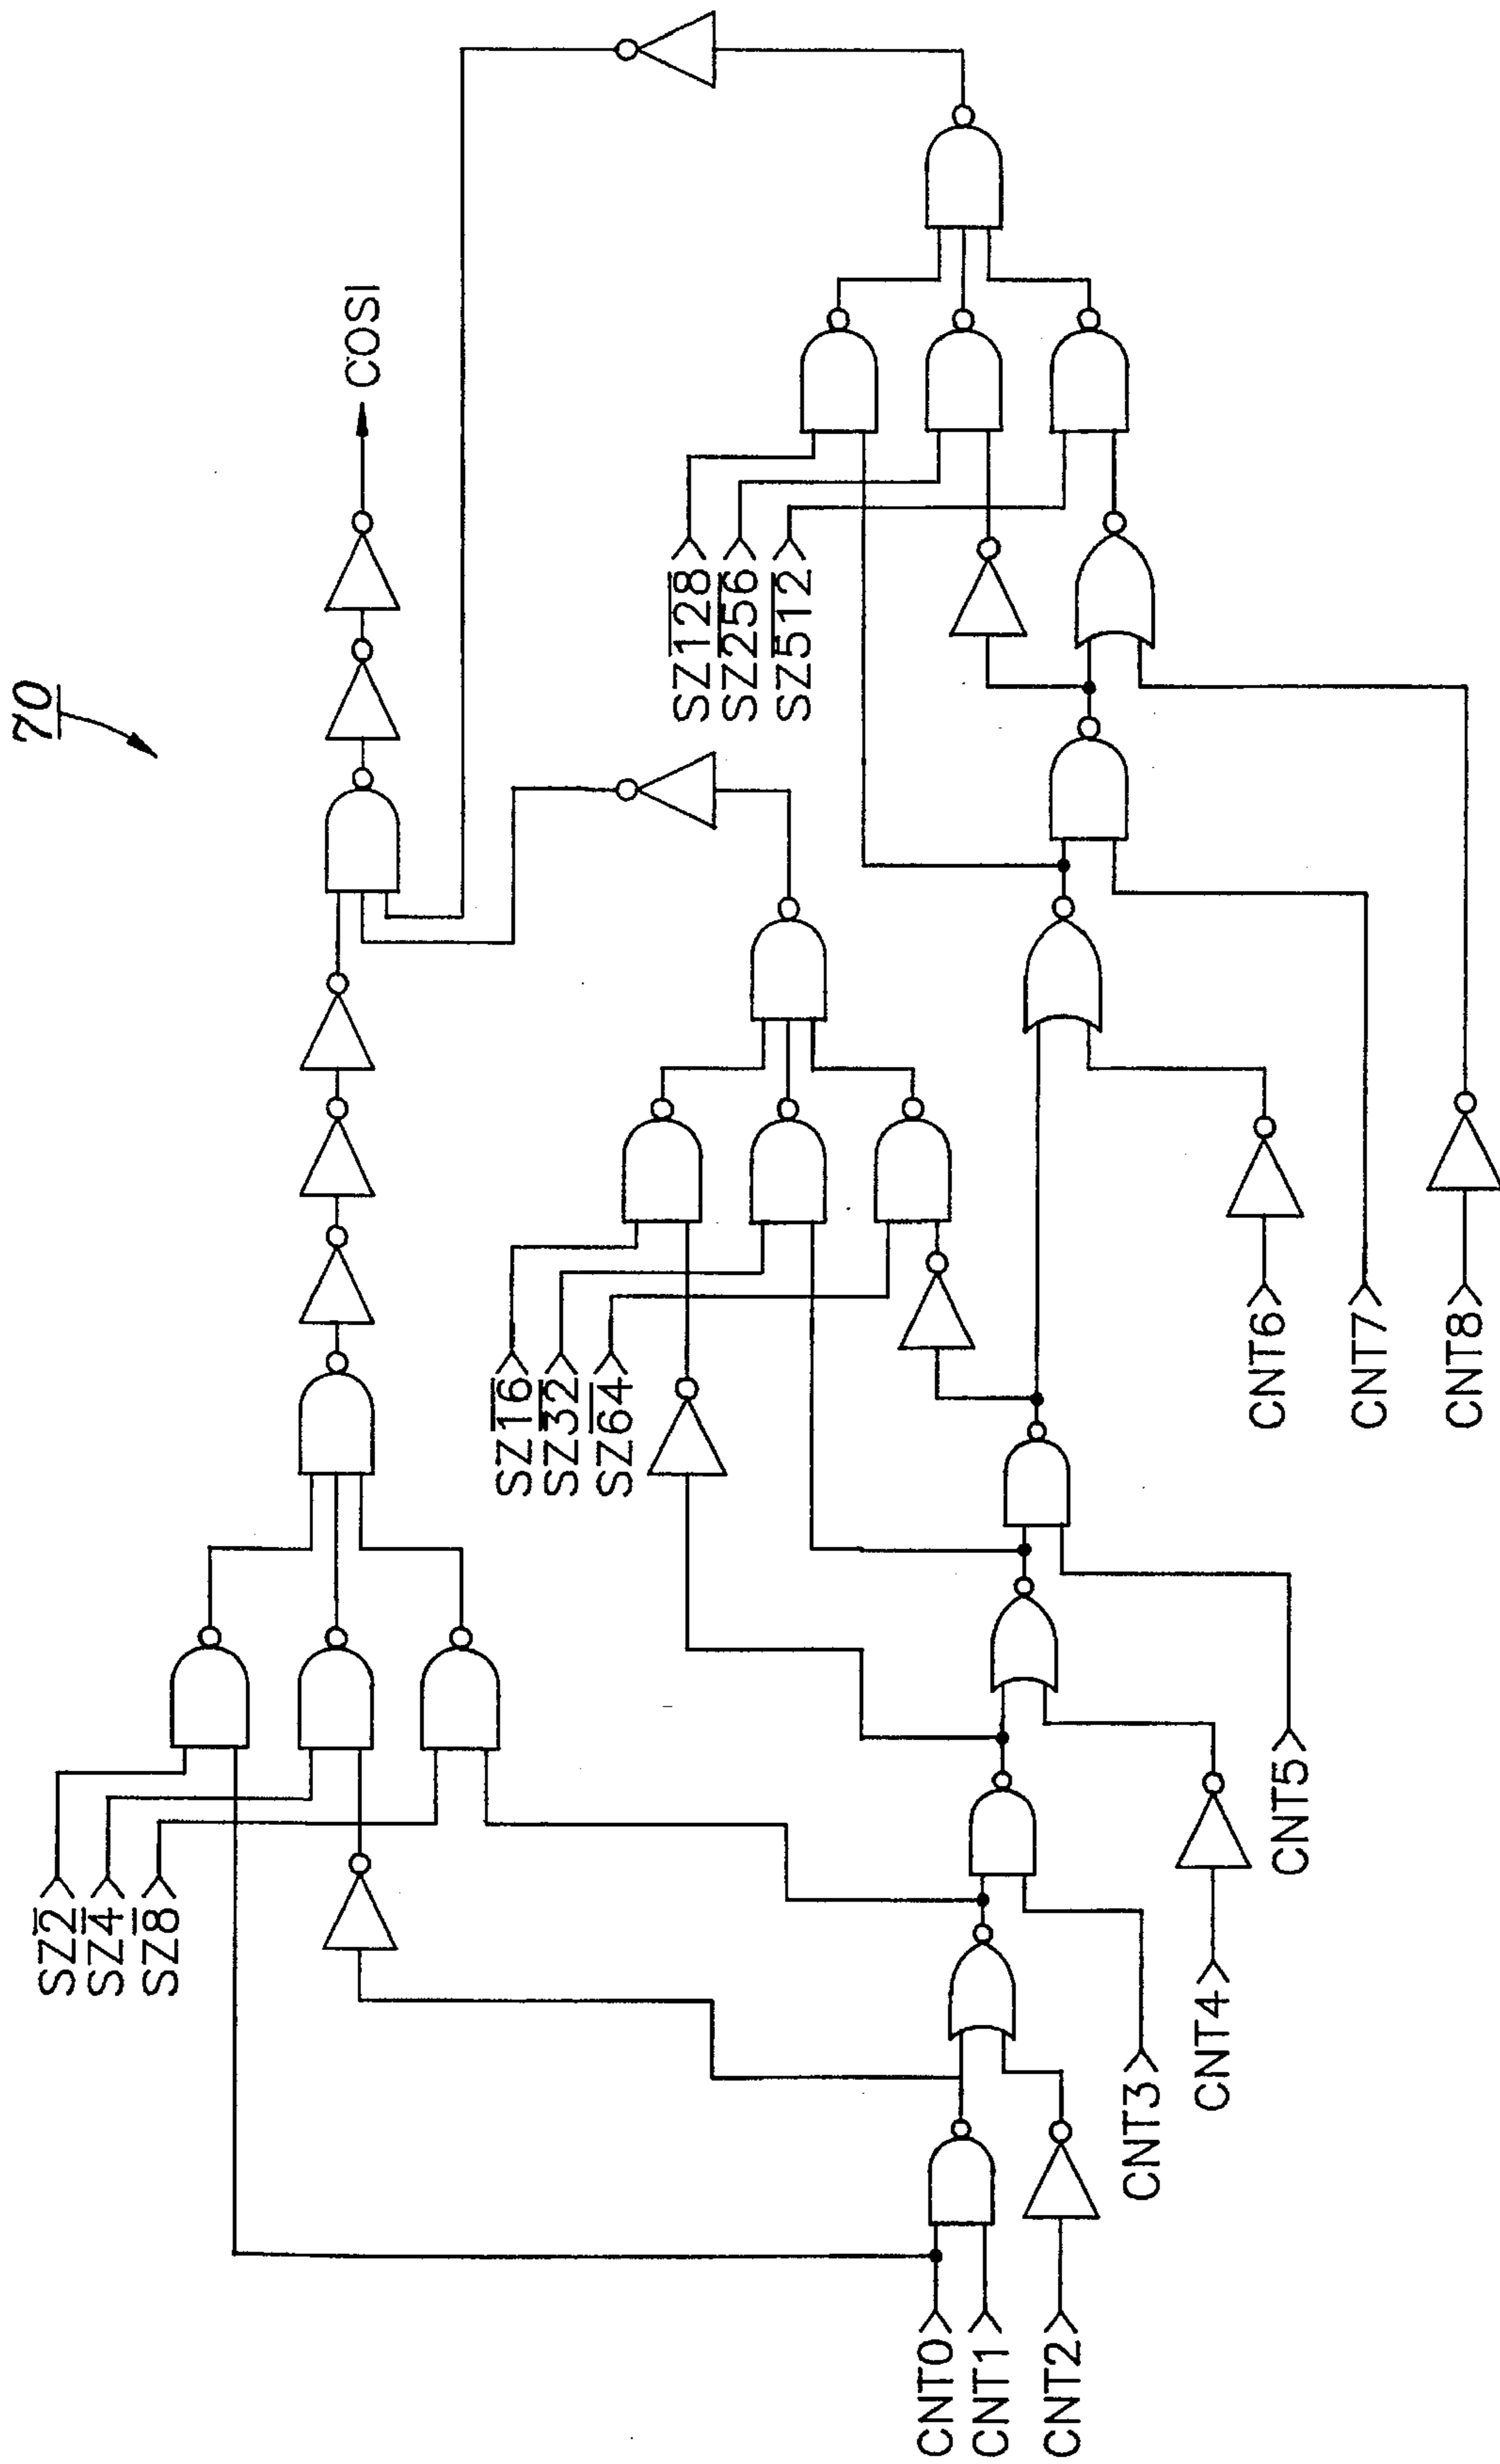 70
COSI
SZ2
SZ4
SZ8
SZ16
SZ32
SZ64
SZ128
SZ256
SZ512
CNT0
CNT1
CNT2
CNT3
CNT4
CNT5
CNT6
CNT7
CNT8